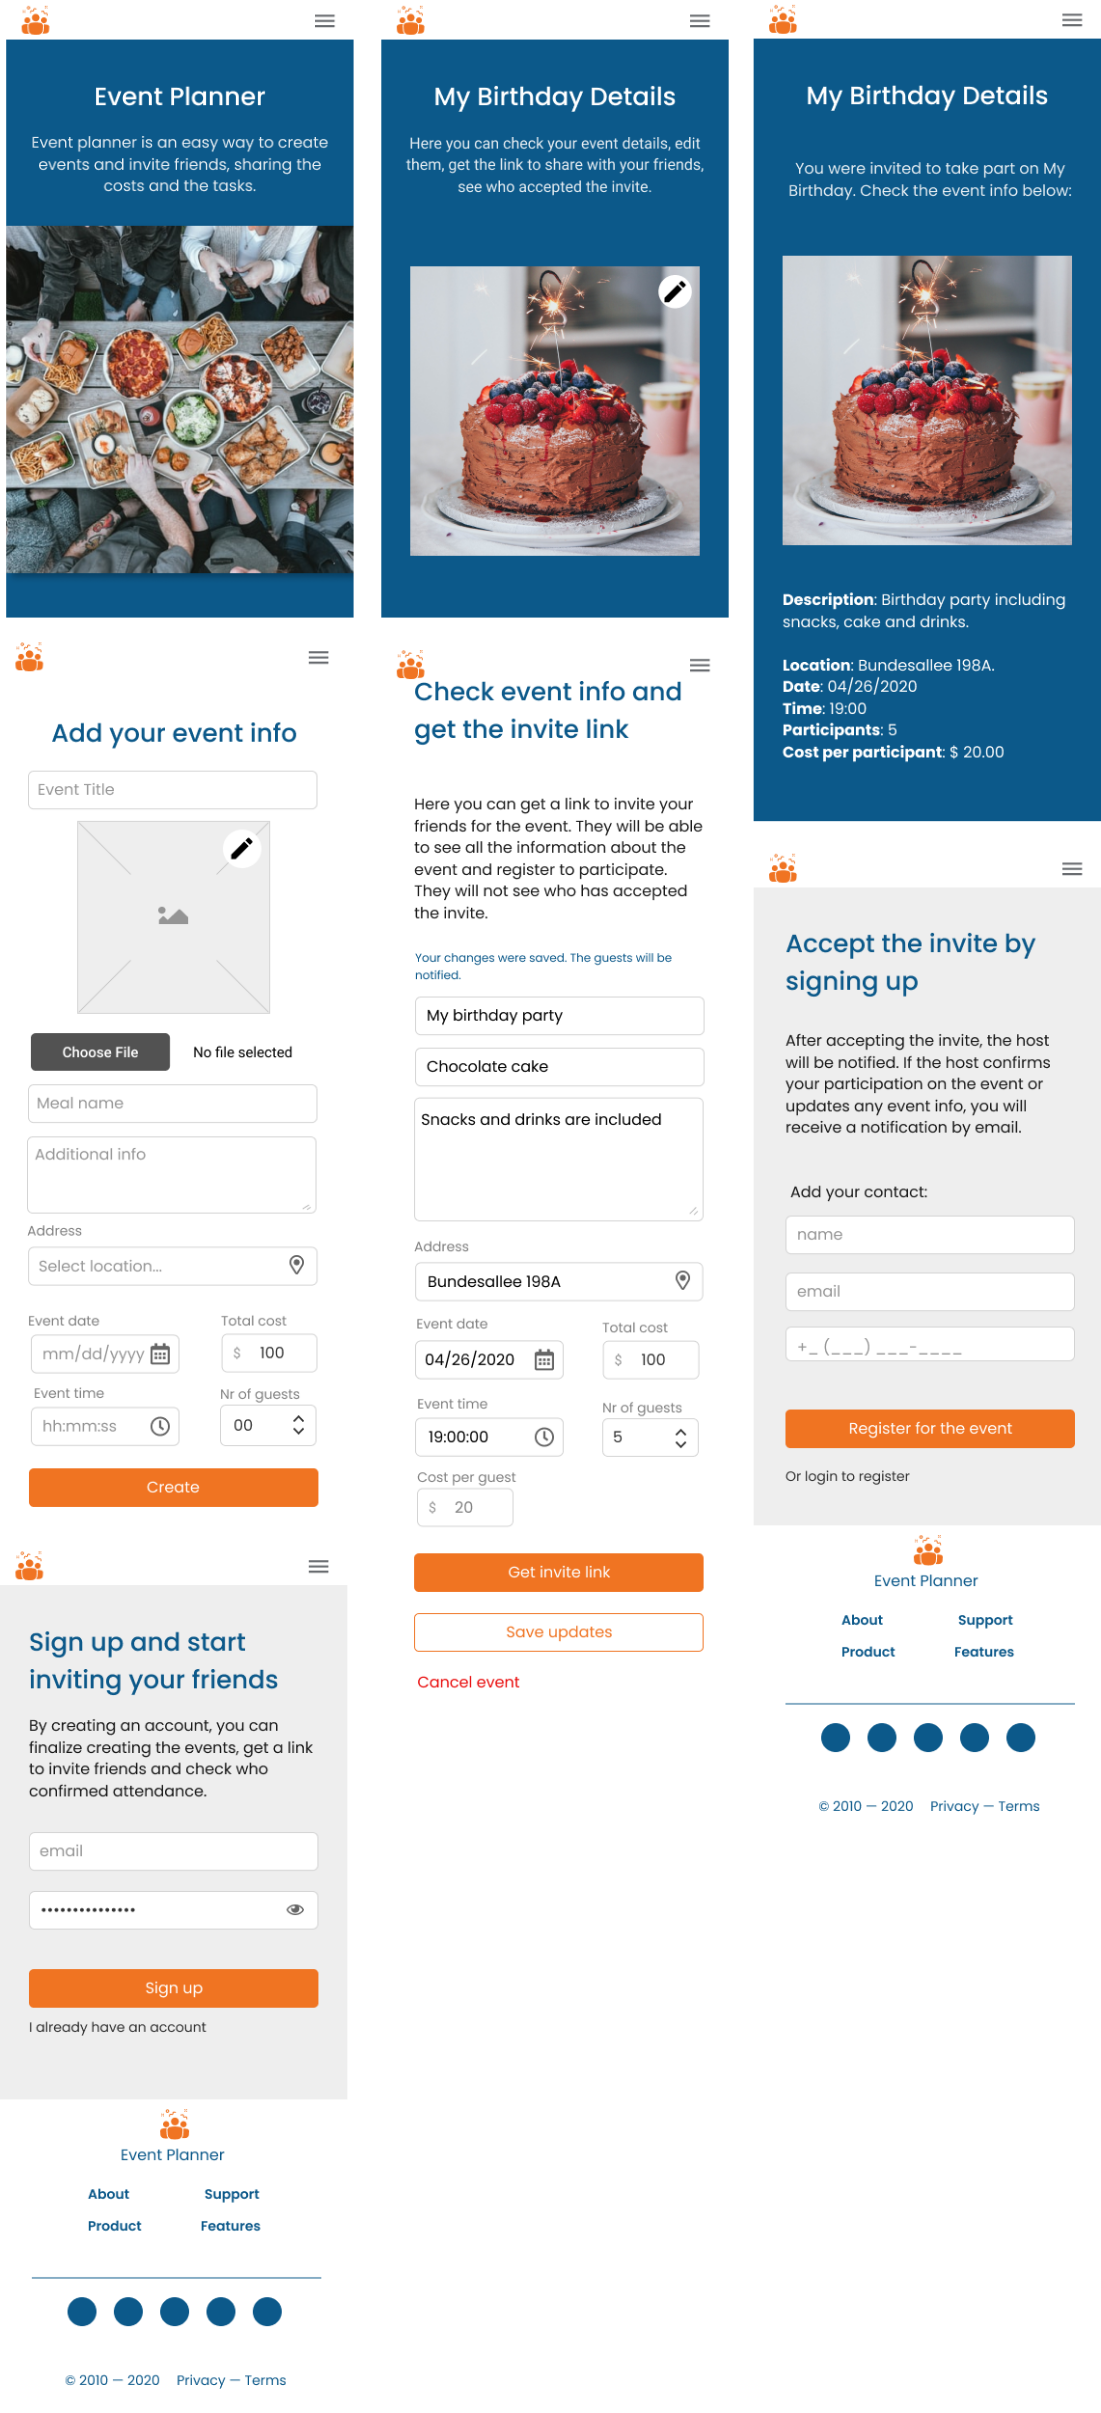 Event Planner
Event planner is an easy way to create
events and invite friends, sharing the
costs and the tasks.
Add your event info
Event Title
Choose File No file selected
Meal name
Additional info
Address
Select location...
Event date Total cost
mm/dd/yyyy $ 100
Event time Nr of guests
hh:mm:ss 00
Create
Sign up and start
inviting your friends
By creating an account, you can
finalize creating the events, get a link
to invite friends and check who
confirmed attendance.
email
•••••••••••••••
Sign up
I already have an account
Event Planner
About Support
Product Features
© 2010 — 2020 Privacy — Terms
My Birthday Details
Here you can check your event details, edit
them, get the link to share with your friends,
see who accepted the invite.
Check event info and
get the invite link
Here you can get a link to invite your
friends for the event. They will be able
to see all the information about the
event and register to participate.
They will not see who has accepted
the invite.
Your changes were saved. The guests will be
notified.
My birthday party
Chocolate cake
Snacks and drinks are included
Address
Bundesallee 198A
Event date Total cost
04/26/2020 $ 100
Event time Nr of guests
19:00:00 5
Cost per guest
$ 20
Get invite link
Save updates
Cancel event
My Birthday Details
You were invited to take part on My
Birthday. Check the event info below:
Description: Birthday party including
snacks, cake and drinks.
Location: Bundesallee 198A.
Date: 04/26/2020
Time: 19:00
Participants: 5
Cost per participant: $ 20.00
Accept the invite by
signing up
After accepting the invite, the host
will be notified. If the host confirms
your participation on the event or
updates any event info, you will
receive a notification by email.
Add your contact:
name
email
+_ (___) ___-____
Register for the event
Or login to register
Event Planner
About Support
Product Features
© 2010 — 2020 Privacy — Terms